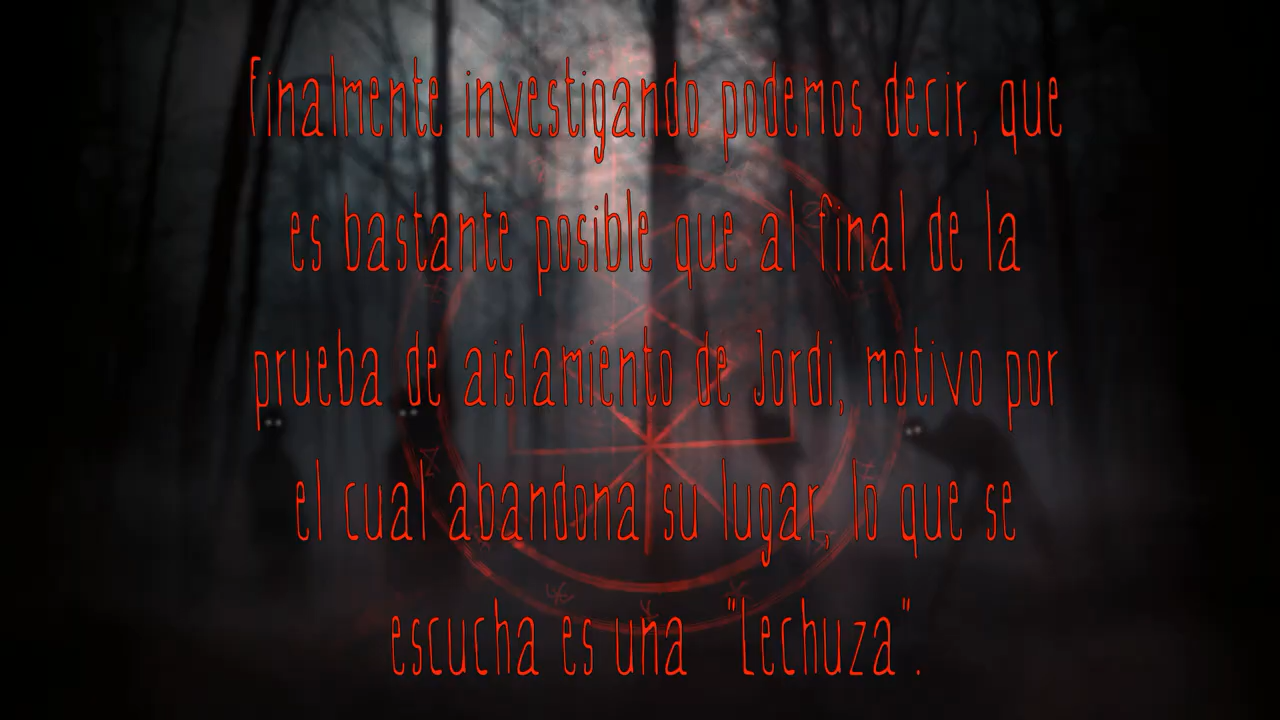 Finalmente investigando podemos decir, que
es bastante posible que al final de la
prueba de aislamiento de Jordi, motivo por
el cual abandona su lugar, lo que se
escucha es una "Lechuza".